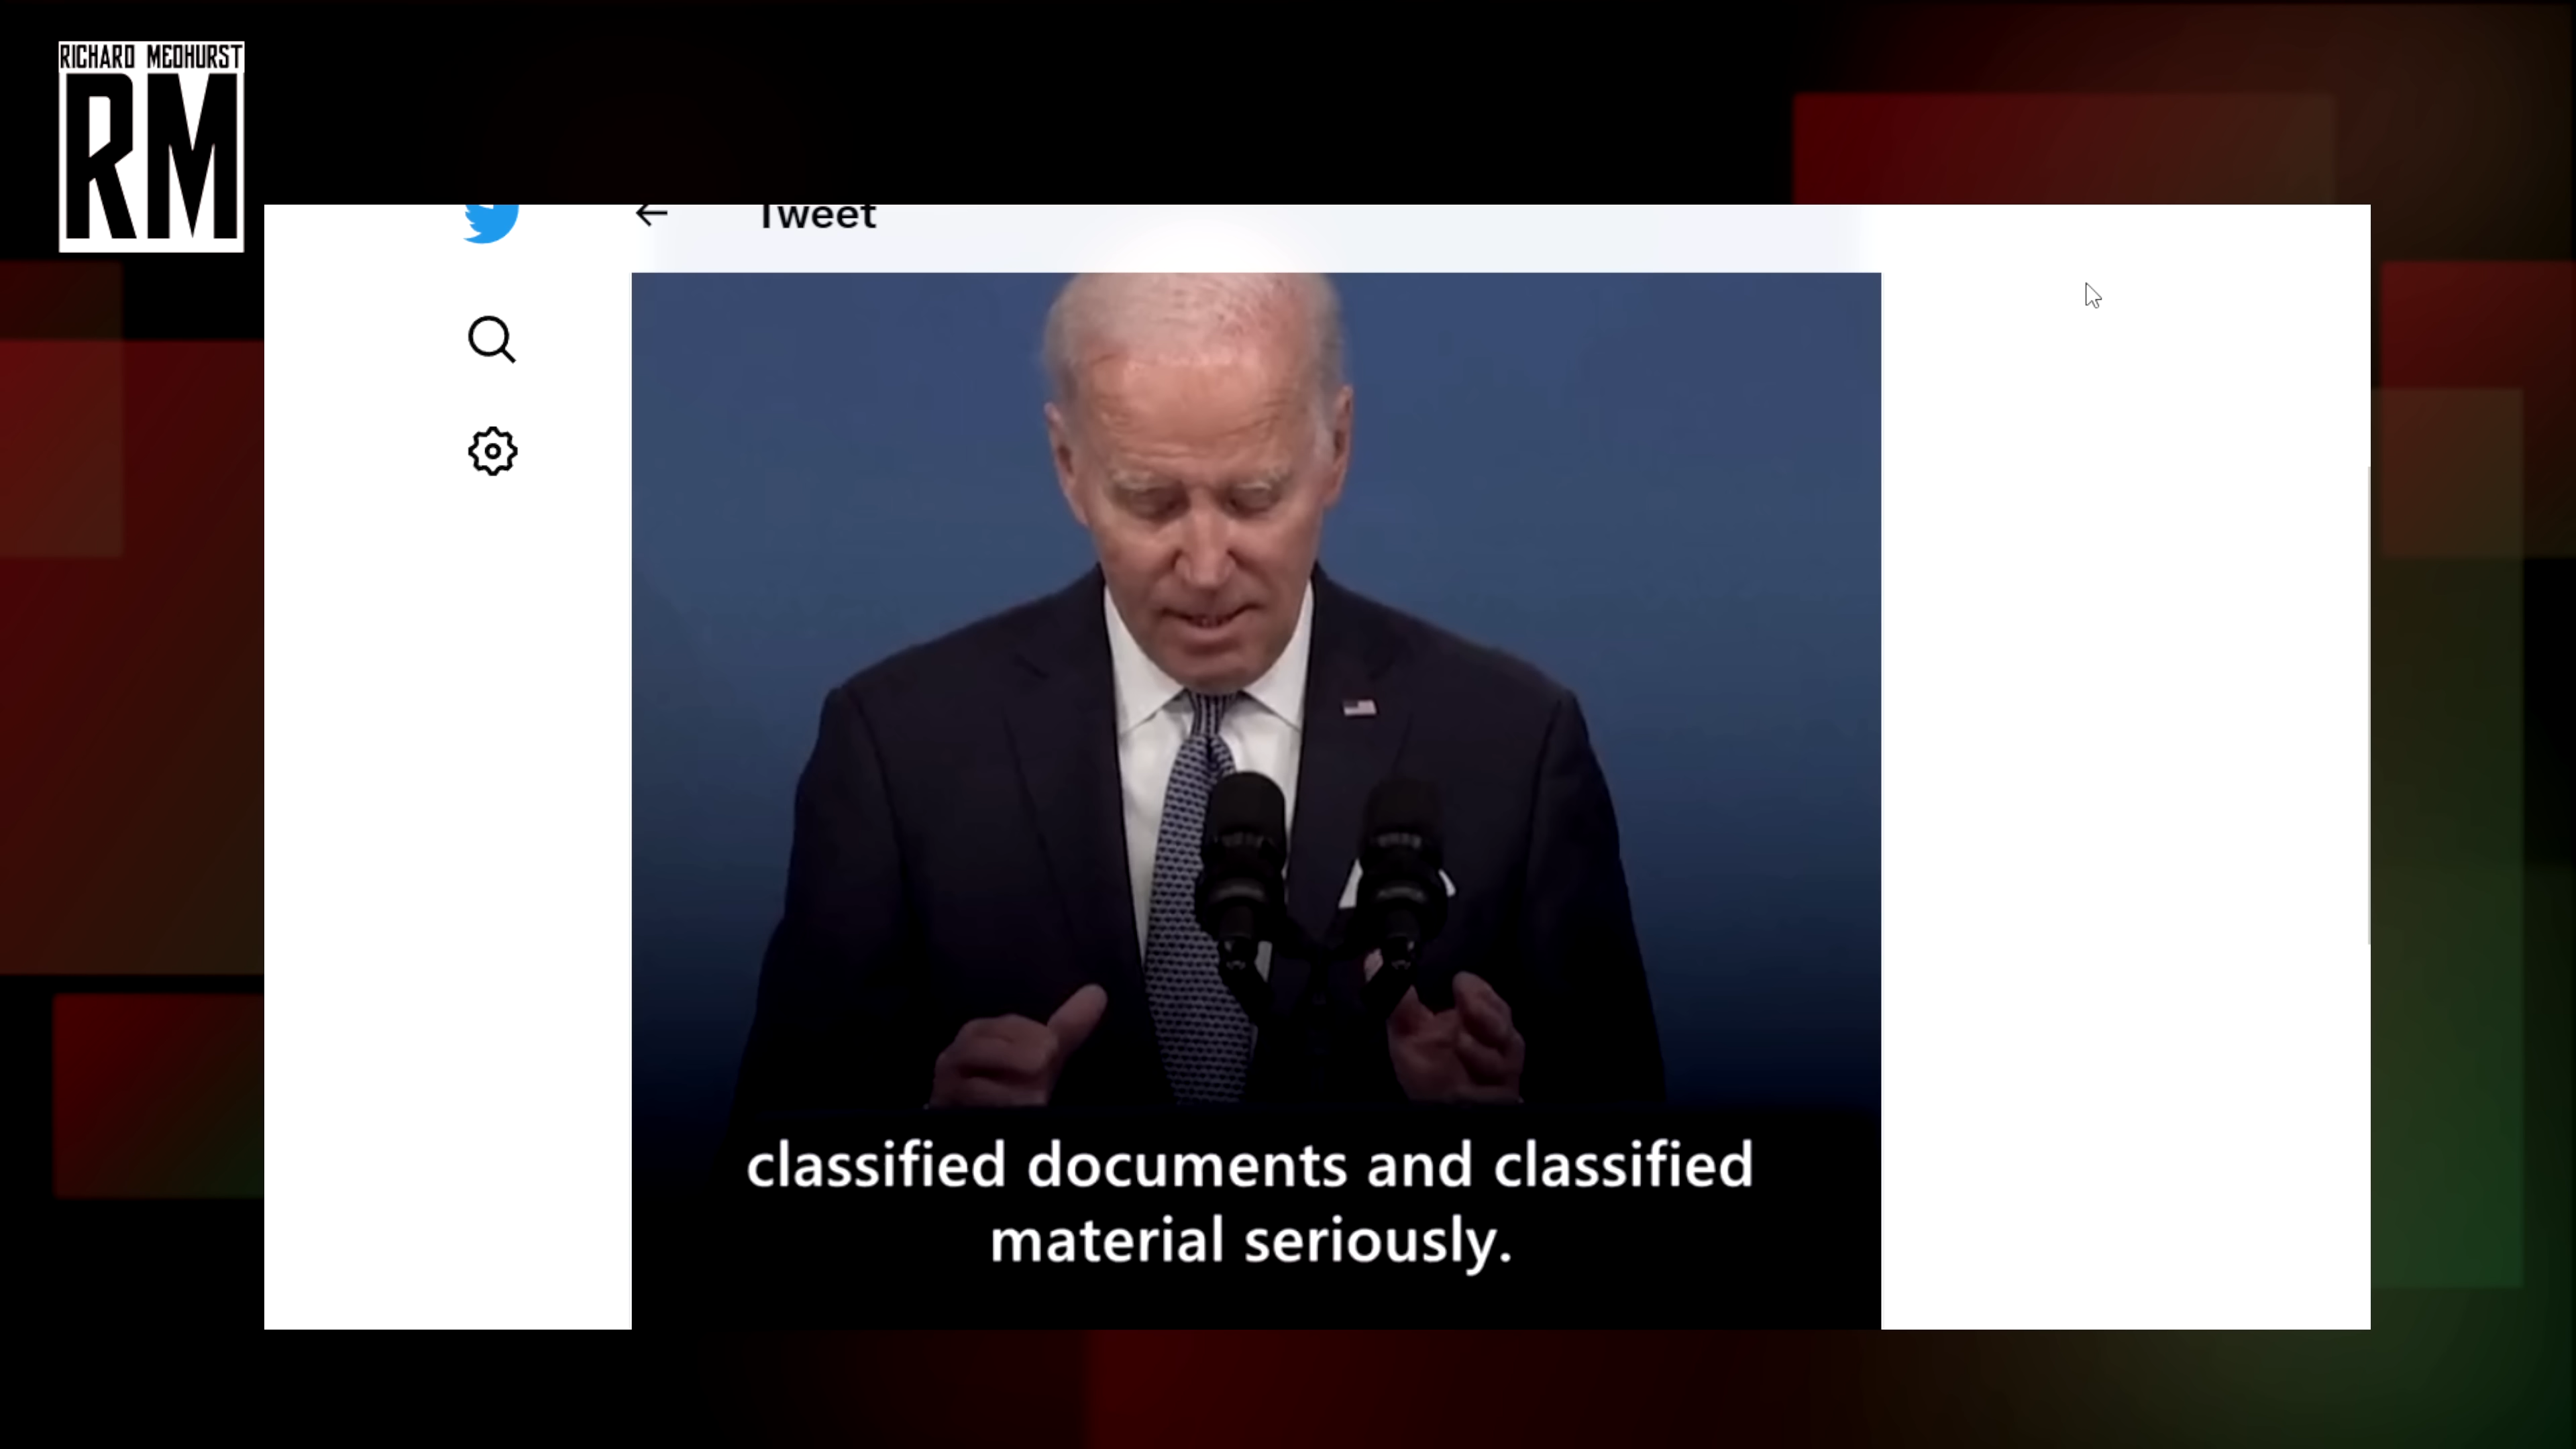 RICHARD MEDHURST
RM
Tweet
classified documents and classified
material seriously.